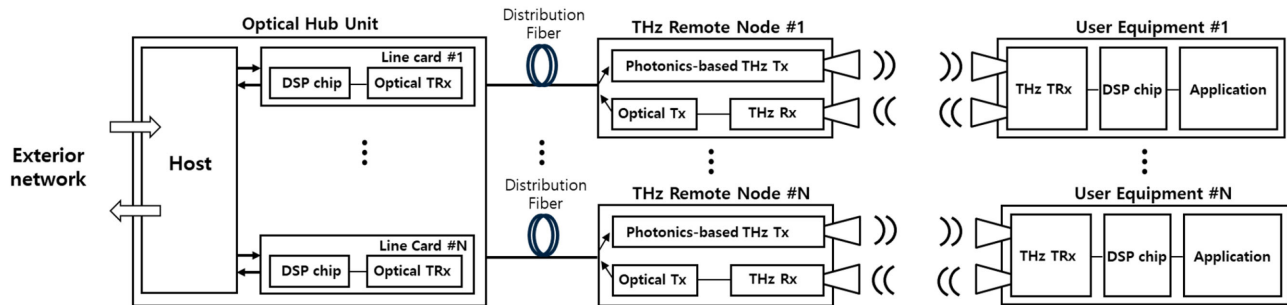 Optical Hub Unit
Distribution
Fiber
THz Remote Node #1
User Equipment #1
Line card #1
DSP chip
Optical TRx
Photonics-based THz Tx
Optical Tx
THz Rx
THz TRx
DSP chip
Application
Exterior
network
Host
Distribution
Fiber
THz Remote Node #N
User Equipment #N
Line Card #N
DSP chip
Optical TRx
Photonics-based THz Tx
Optical Tx
THz Rx
THz TRx
DSP chip
Application